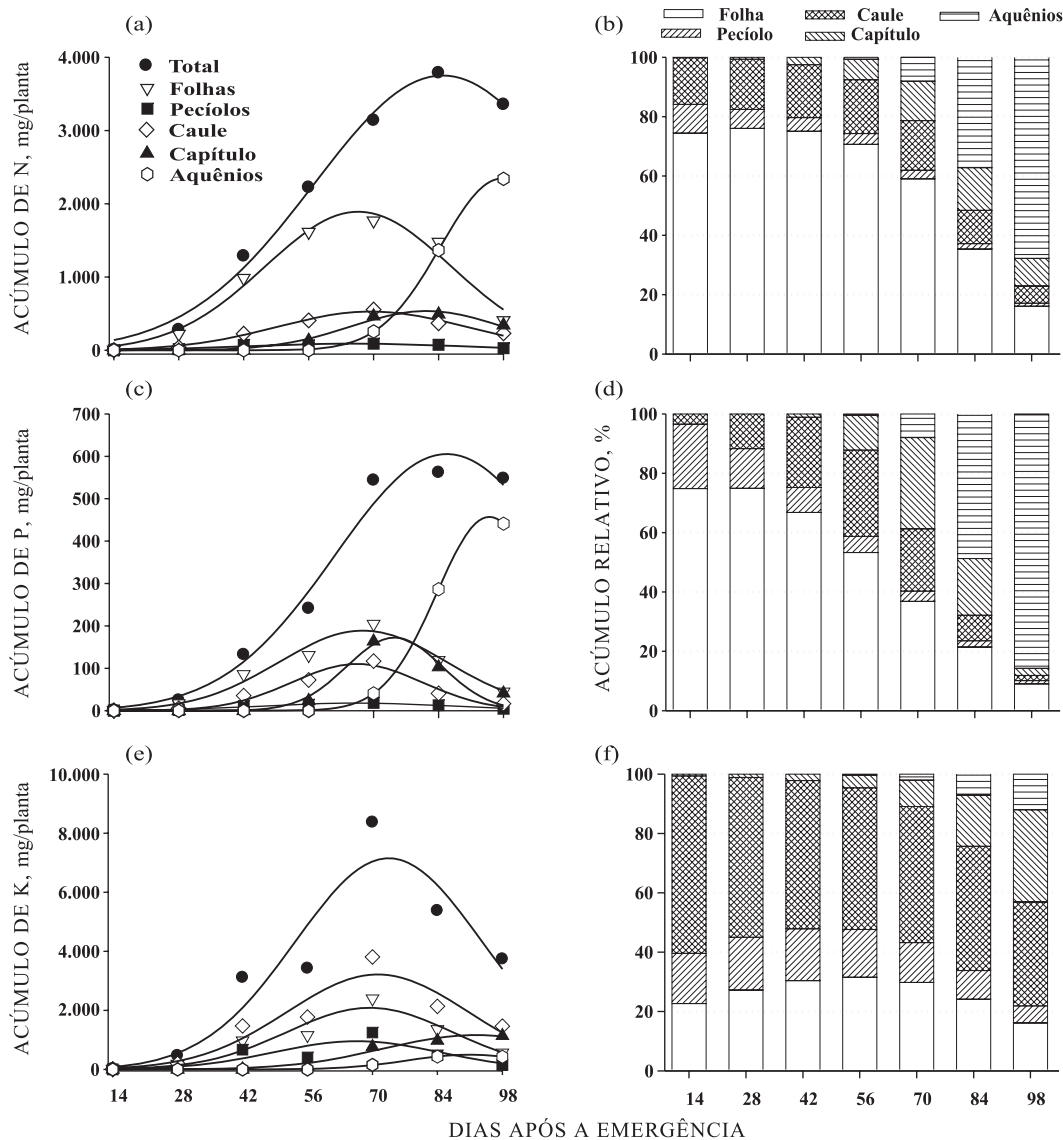 (a)
ACÚMULO DE N, mg/planta
4.000
3.000
2.000
1.000
0
Total
Folhas
Pecíolos
Caule
Capítulo
Aquênios
(b)
Folha
Pecíolo
Caule
Capítulo
Aquênios
100
80
60
40
20
0
(c)
ACÚMULO DE P, mg/planta
700
600
500
400
300
200
100
0
(d)
ACÚMULO RELATIVO, %
100
80
60
40
20
0
(e)
ACÚMULO DE K, mg/planta
10.000
8.000
6.000
4.000
2.000
0
14 28 42 56 70 84 98
(f)
100
80
60
40
20
0
14 28 42 56 70 84 98
DIAS APÓS A EMERGÊNCIA